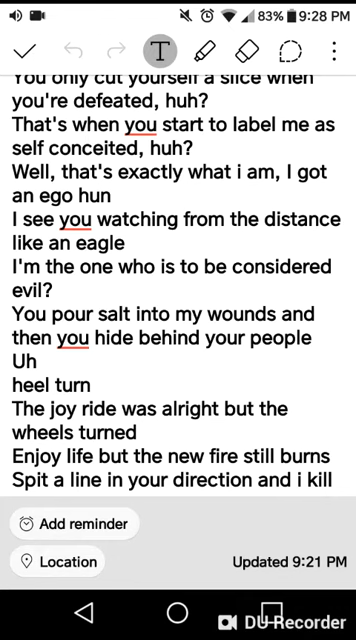 83% 9:28 PM
T
You only cut yourself a slice when
you're defeated, huh?
That's when you start to label me as
self conceited, huh?
Well, that's exactly what i am, I got
an ego hun
I see you watching from the distance
like an eagle
I'm the one who is to be considered
evil?
You pour salt into my wounds and
then you hide behind your people
Uh
heel turn
The joy ride was alright but the
wheels turned
Enjoy life but the new fire still burns
Spit a line in your direction and i kill
Add reminder
Location
Updated 9:21 PM
DU Recorder